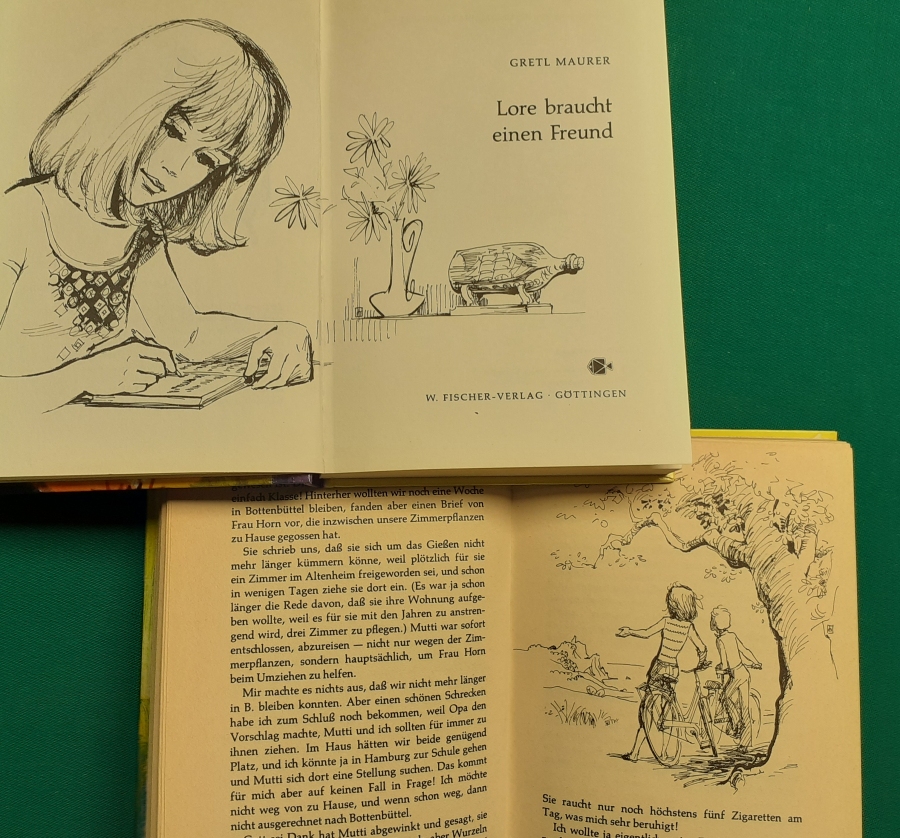 GRETL MAURER
Lore braucht
einen Freund
W. FISCHER-VERLAG · GÖTTINGEN
einfach Klasse! Hinterher wollten wir noch eine Woche
in Bottenbüttel bleiben, fanden aber einen Brief von
Frau Horn vor, die inzwischen unsere Zimmerpflanzen
zu Hause gegossen hat.
Sie schrieb uns, daß sie sich um das Gießen nicht
mehr länger kümmern könne, weil plötzlich für sie
ein Zimmer im Altenheim freigeworden sei, und schon
in wenigen Tagen ziehe sie dort ein. (Es war ja schon
länger die Rede davon, daß sie ihre Wohnung aufge-
ben wollte, weil es für sie mit den Jahren zu anstren-
gend wird, drei Zimmer zu pflegen.) Mutti war sofort
entschlossen, abzureisen — nicht nur wegen der Zim-
merpflanzen, sondern hauptsächlich, um Frau Horn
beim Umziehen zu helfen.
Mir machte es nichts aus, daß wir nicht mehr länger
in B. bleiben konnten. Aber einen schönen Schrecken
habe ich zum Schluß noch bekommen, weil Opa den
Vorschlag machte, Mutti und ich sollten für immer zu
ihnen ziehen. Im Haus hätten wir beide genügend
Platz, und ich könnte ja in Hamburg zur Schule gehen
und Mutti sich dort eine Stellung suchen. Das kommt
für mich aber auf keinen Fall in Frage! Ich möchte
nicht weg von zu Hause, und wenn schon weg, dann
nicht ausgerechnet nach Bottenbüttel.
Dank hat Mutti abgewinkt und gesagt, sie
aber Wurzeln
Sie raucht nur noch höchstens fünf Zigaretten am
Tag, was mich sehr beruhigt!
Ich wollte ja eigentlich